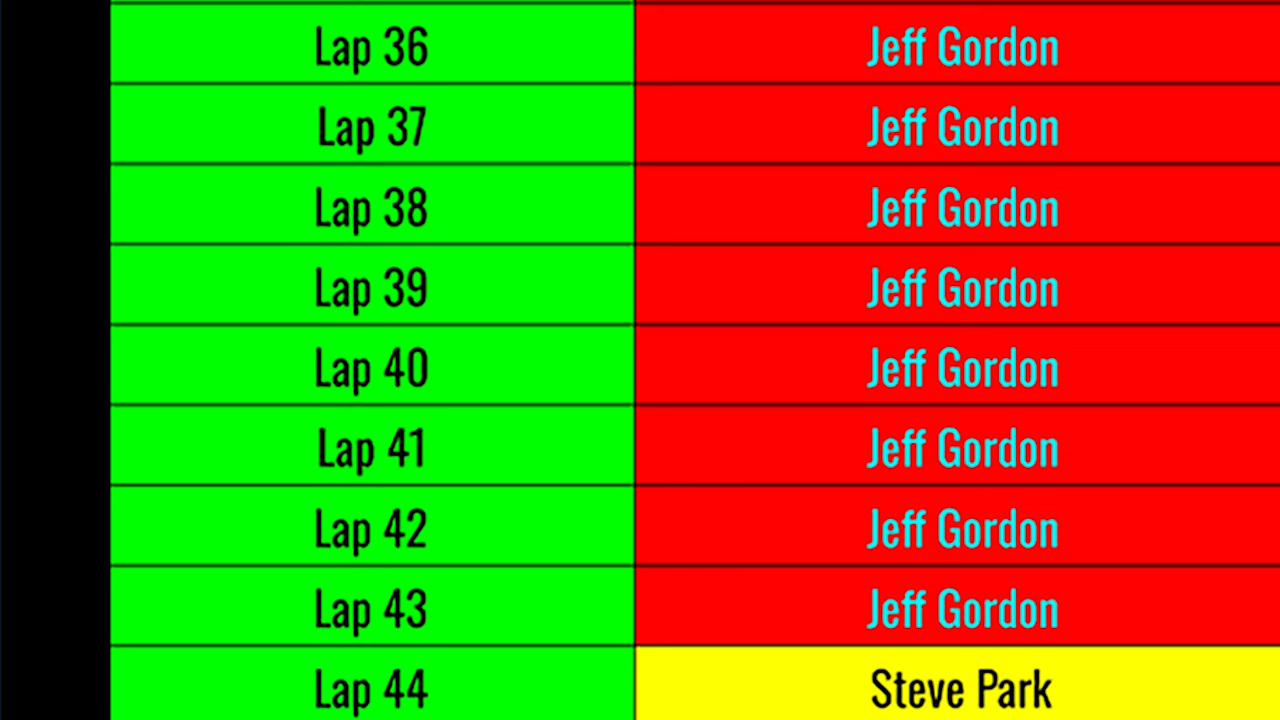 Lap 36 Jeff Gordon
Lap 37 Jeff Gordon
Lap 38 Jeff Gordon
Lap 39 Jeff Gordon
Lap 40 Jeff Gordon
Lap 41 Jeff Gordon
Lap 42 Jeff Gordon
Lap 43 Jeff Gordon
Lap 44 Steve Park